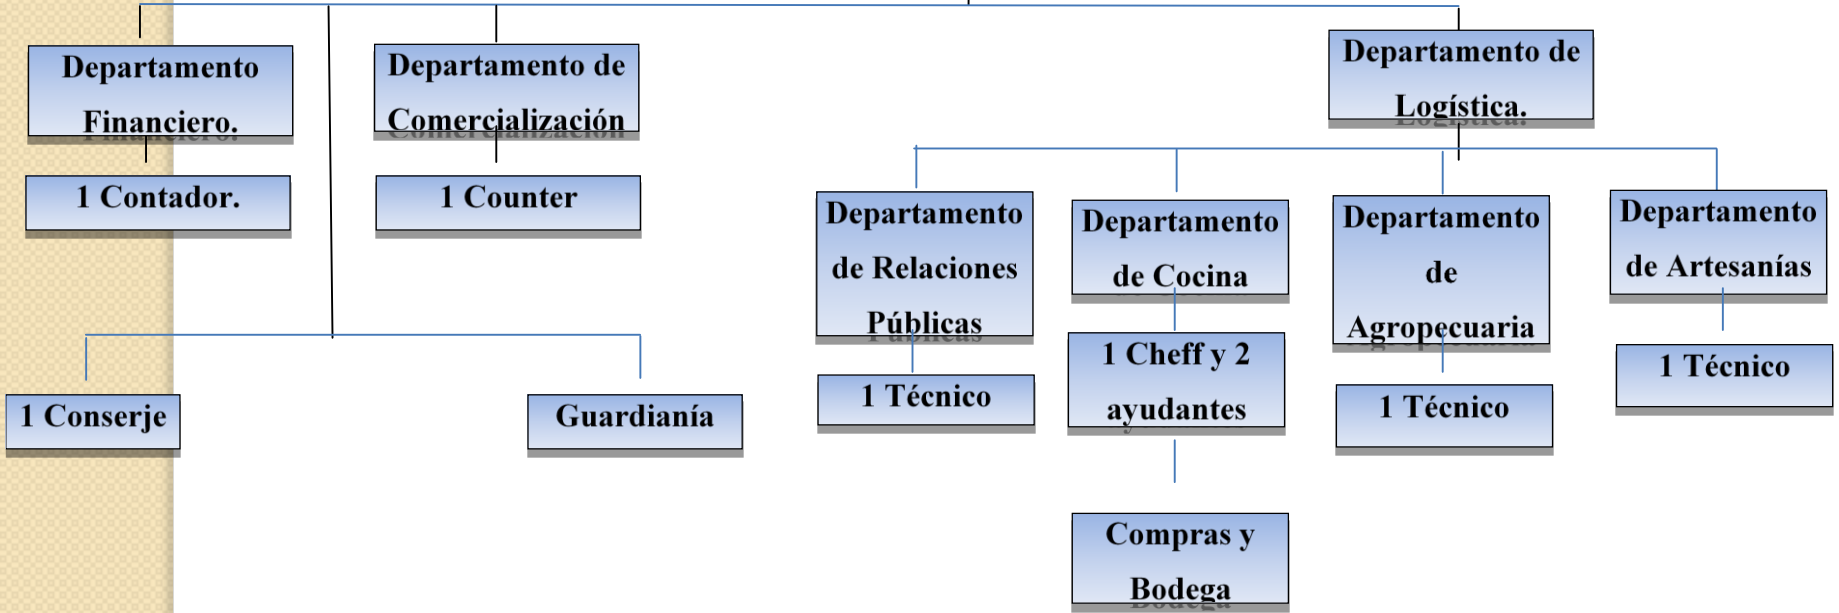 Departamento
Financiero.
Departamento de
Comercialización
Departamento de
Logística.
1 Contador.
1 Counter
Departamento
de Relaciones
Públicas
Departamento
de Cocina
Departamento
de
Agropecuaria
Departamento
de Artesanías
1 Técnico
1 Cheff y 2
ayudantes
1 Técnico
1 Técnico
1 Conserje
Guardianía
Compras y
Bodega